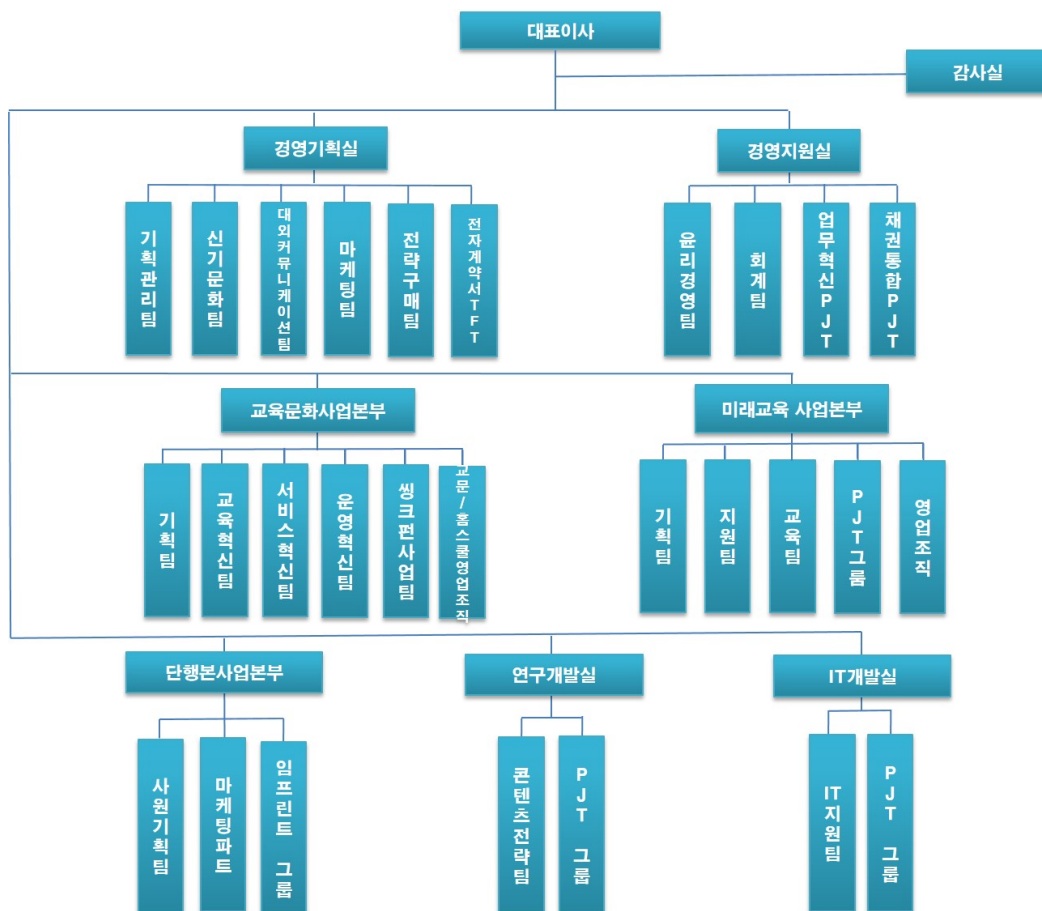 대표이사
감사실
경영기획실
경영지원실
기획관리팀
신기문화팀
대외커뮤니케이션팀
마케팅팀
전략구매팀
전자계약서TFT
윤리경영팀
회계팀
업무혁신PJT
채권통합PJT
교육문화사업본부
미래교육 사업본부
기획팀
교육혁신팀
서비스혁신팀
운영혁신팀
씽크펀사업팀
교문/홈스쿨영업조직
기획팀
지원팀
교육팀
PJT그룹
영업조직
단행본사업본부
연구개발실
IT개발실
사원기획팀
마케팅파트
임프린트 그룹
콘텐츠전략팀
PJT 그룹
IT지원팀
PJT 그룹